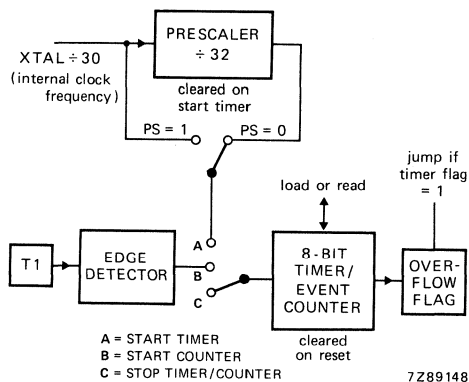 PRESCALER
÷ 32
XTAL ÷ 30
(internal clock
frequency)
cleared on
start timer
PS = 1
PS = 0
jump if
timer flag
= 1
load or read
T1
EDGE
DETECTOR
A
B
C
8-BIT
TIMER/
EVENT
COUNTER
OVER-
FLOW
FLAG
cleared
on reset
A = START TIMER
B = START COUNTER
C = STOP TIMER/COUNTER
7Z89148